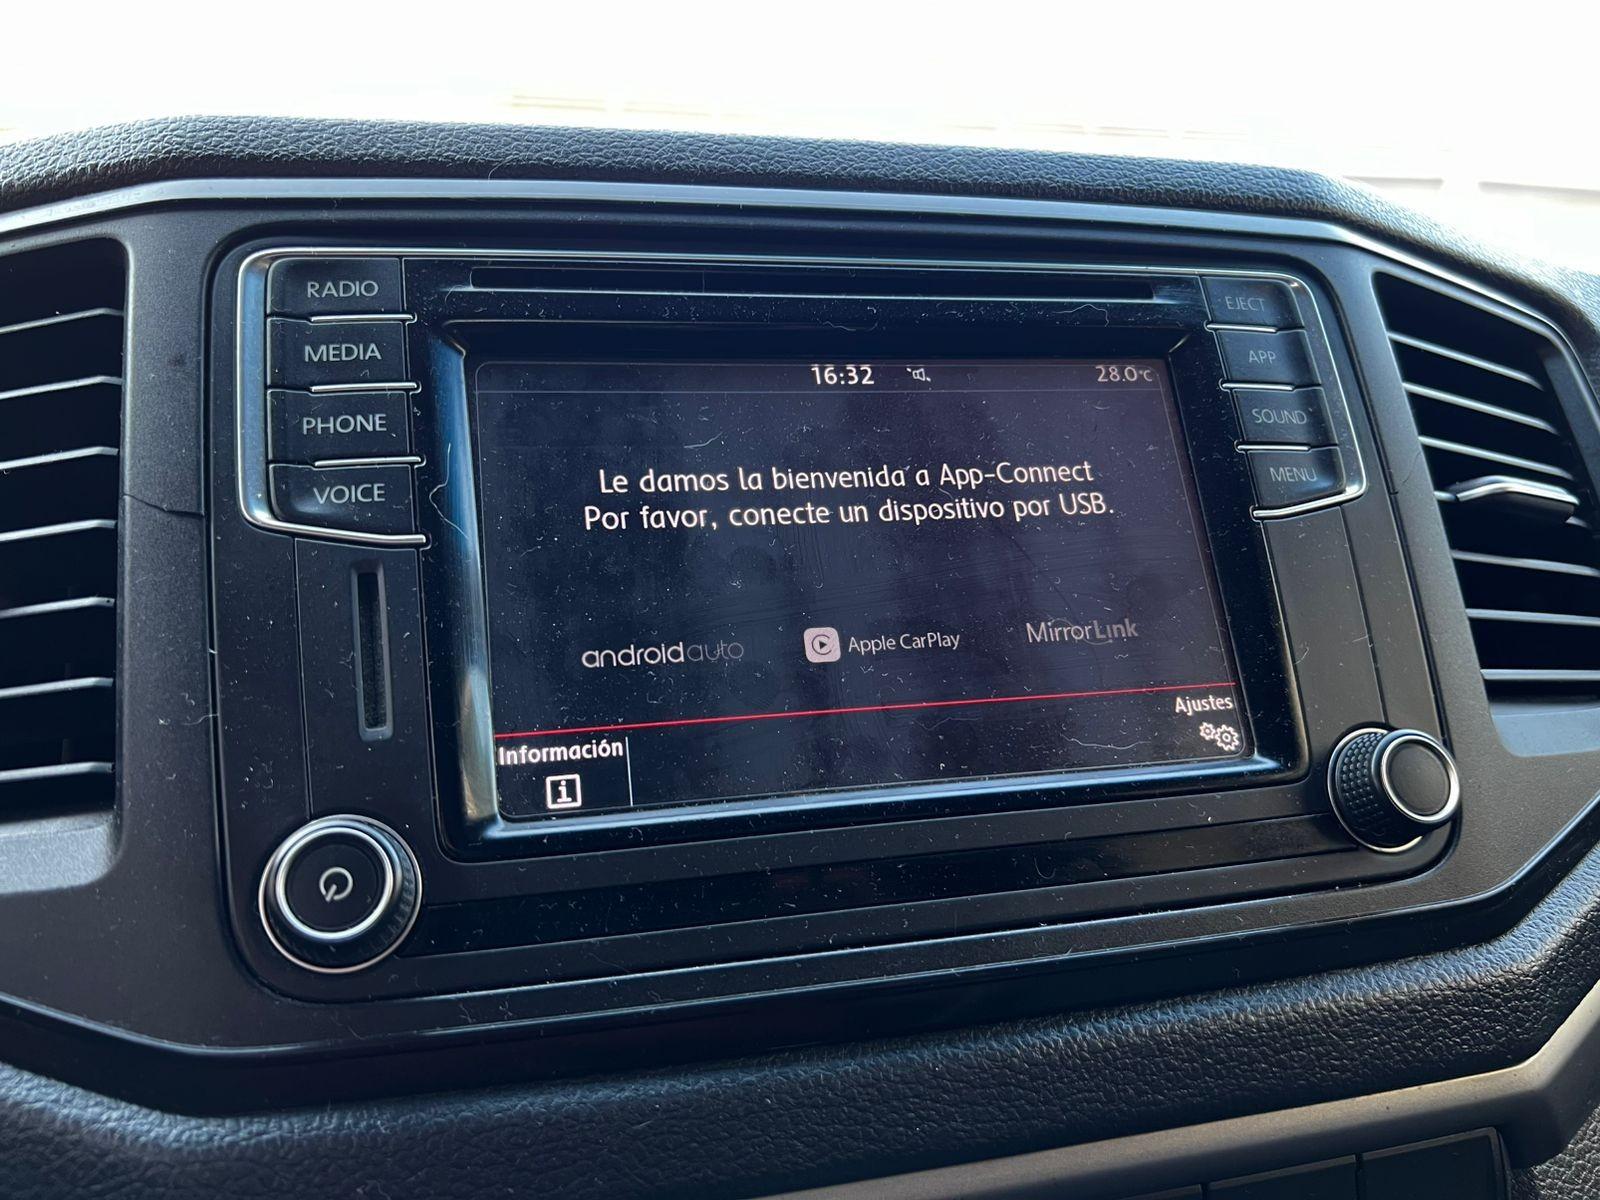 RADIO
MEDIA
PHONE
VOICE
EJECT
APP
SOUND
MENU
16:32
28.0°C
Le damos la bienvenida a App-Connect
Por favor, conecte un dispositivo por USB.
androidauto
Apple CarPlay
MirrorLink
Ajustes
Información
i